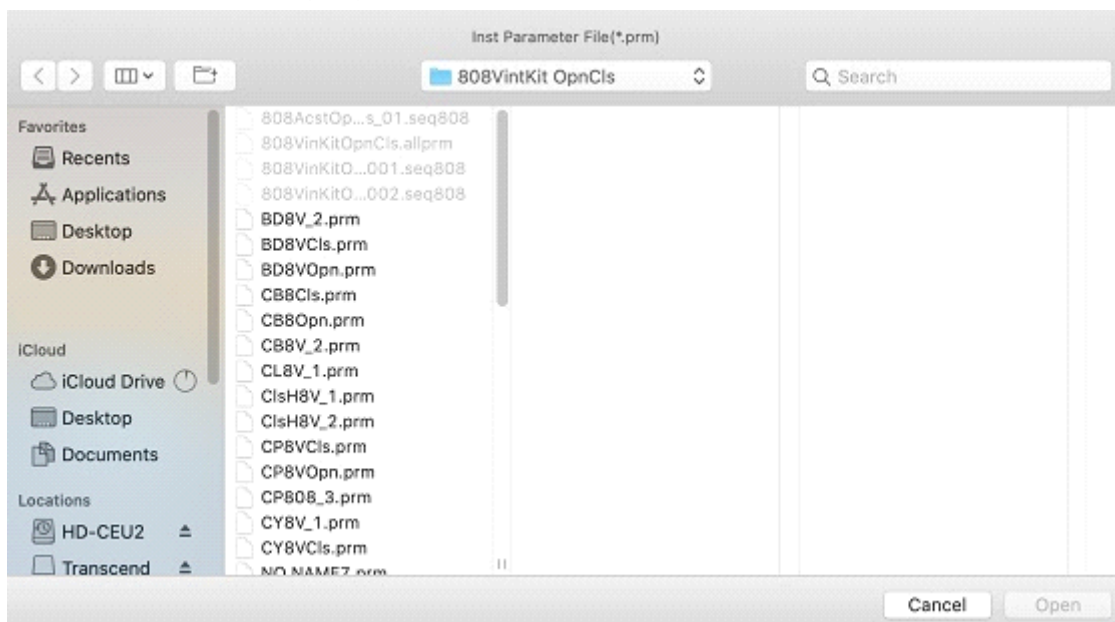 Inst Parameter File(*.prm)
808VintKit OpnCls
Search
Favorites
Recents
Applications
Desktop
Downloads
iCloud
iCloud Drive
Desktop
Documents
Locations
HD-CEU2
Transcend
808AcstOp...s_01.seq808
808VinKitOpnCls.allprm
808VinKitO...001.seq808
808VinKitO...002.seq808
BD8V_2.prm
BD8VCls.prm
BD8VOpn.prm
CB8Cls.prm
CB8Opn.prm
CB8V_2.prm
CL8V_1.prm
ClsH8V_1.prm
ClsH8V_2.prm
CP8VCls.prm
CP8VOpn.prm
CP808_3.prm
CY8V_1.prm
CY8VCls.prm
NO NAME7.prm
Cancel
Open